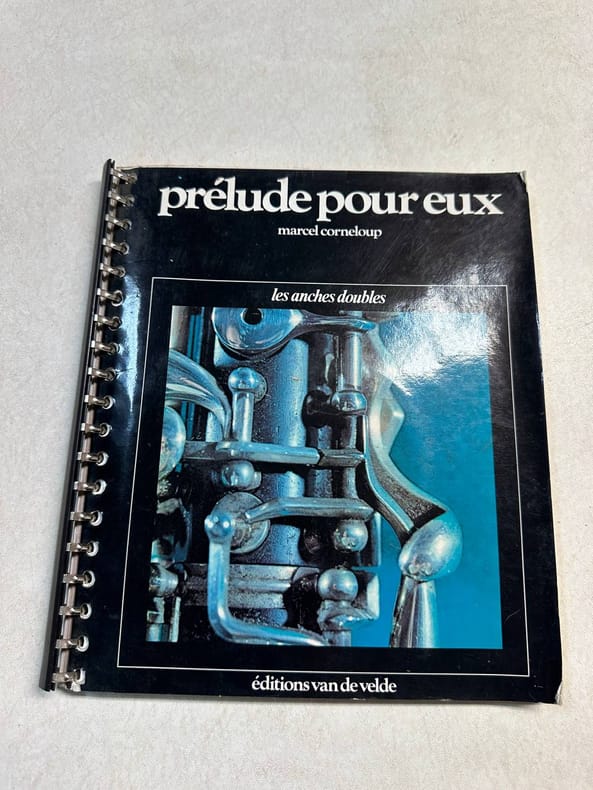 prélude pour eux
marcel corneloup
les anches doubles
éditions van de velde